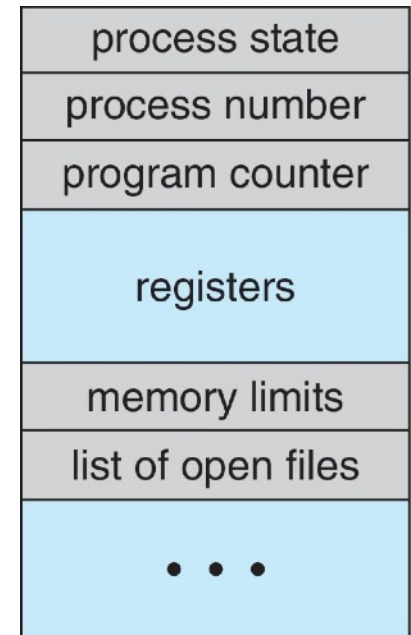 process state
process number
program counter
registers
memory limits
list of open files
• • •